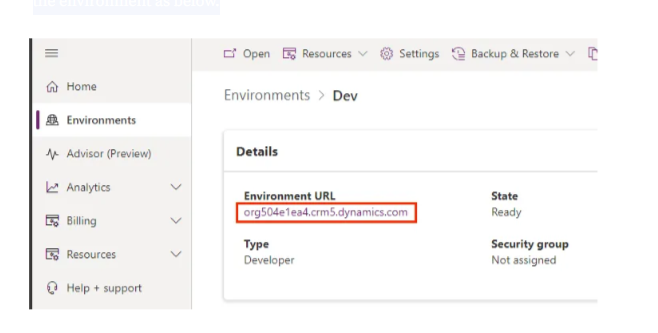 the environment as below.
Open Resources Settings Backup & Restore
Home
Environments > Dev
Environments
Advisor (Preview)
Details
Analytics
Environment URL State
org504e1ea4.crm5.dynamics.com Ready
Billing
Type Security group
Resources
Developer Not assigned
Help + support